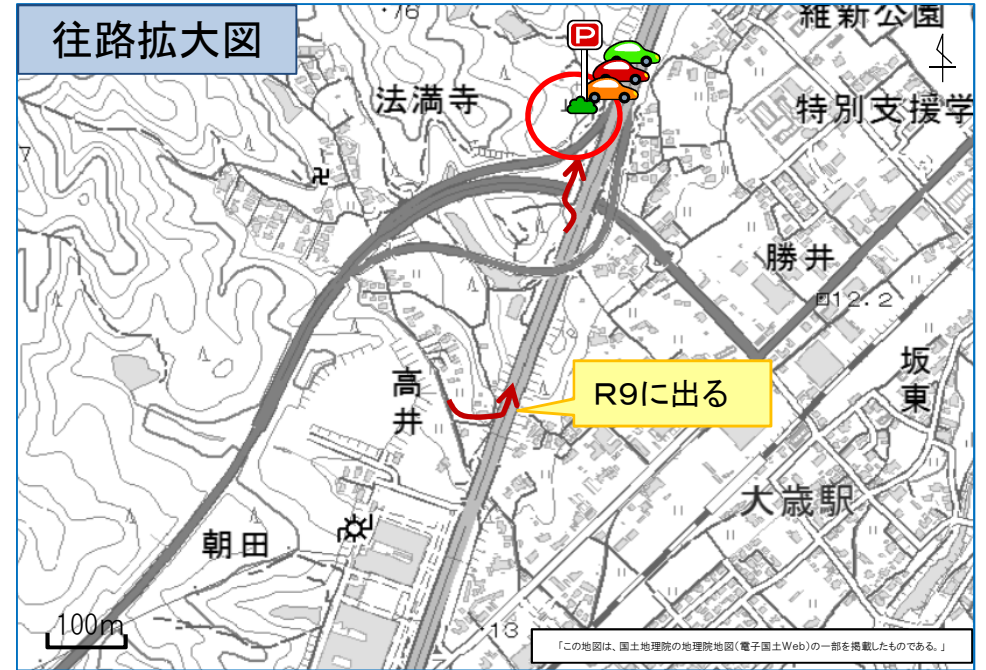 往路拡大図
・76
維新公園
P
法満寺
特別支援学
勝井
12.2
坂東
高井
R9に出る
大歳駅
朝田
100m
13
「この地図は、国土地理院の地理院地図(電子国土Web)の一部を掲載したものである。」